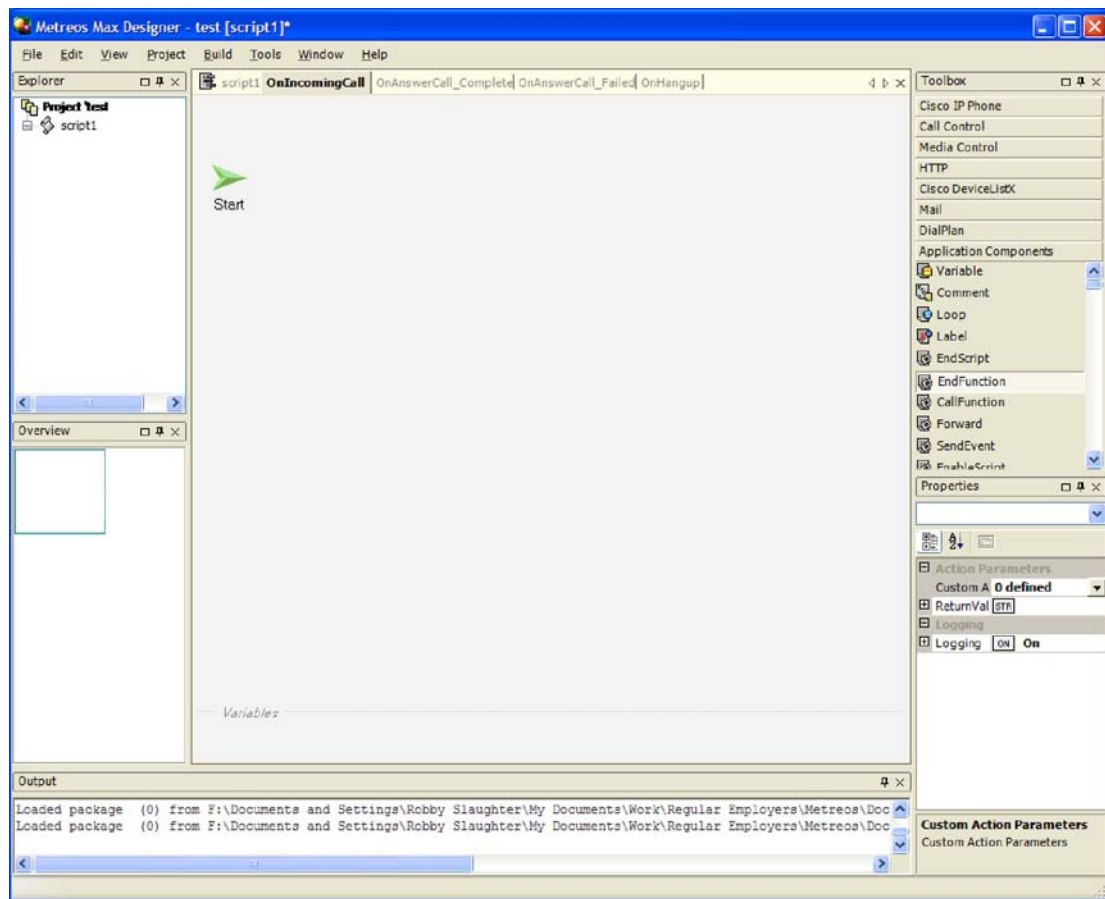 Metreos Max Designer - test [script1]*
File Edit View Project Build Tools Window Help
Explorer
Project 'test'
script1
Overview
script1 OnIncomingCall OnAnswerCall_Complete OnAnswerCall_Failed OnHangup
Start
Variables
Toolbox
Cisco IP Phone
Call Control
Media Control
HTTP
Cisco DeviceListX
Mail
DialPlan
Application Components
Variable
Comment
Loop
Label
EndScript
EndFunction
CallFunction
Forward
SendEvent
EnableScript
Properties
Action Parameters
Custom A 0 defined
ReturnVal STR
Logging
Logging ON On
Custom Action Parameters
Custom Action Parameters
Output
Loaded package (0) from F:\Documents and Settings\Robby Slaughter\My Documents\Work\Regular Employers\Metreos\Doc
Loaded package (0) from F:\Documents and Settings\Robby Slaughter\My Documents\Work\Regular Employers\Metreos\Doc